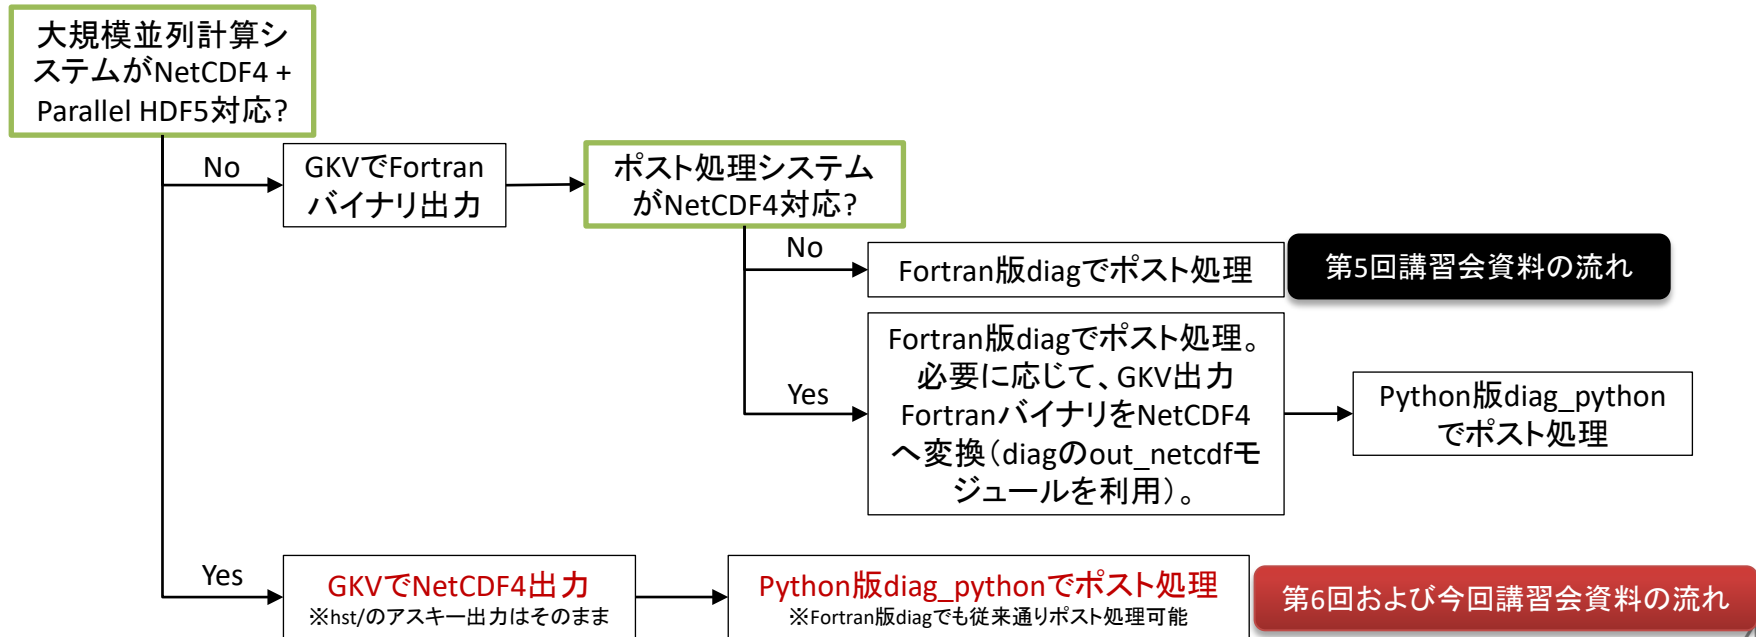 大規模並列計算シ
ステムがNetCDF4 +
Parallel HDF5対応?
No
GKVでFortran
バイナリ出力
ポスト処理システム
がNetCDF4対応?
No
Fortran版diagでポスト処理
第5回講習会資料の流れ
Yes
Fortran版diagでポスト処理。
必要に応じて、GKV出力
FortranバイナリをNetCDF4
へ変換（diagのout_netcdfモ
ジュールを利用）。
Python版diag_python
でポスト処理
Yes
GKVでNetCDF4出力
※hst/のアスキー出力はそのまま
Python版diag_pythonでポスト処理
※Fortran版diagでも従来通りポスト処理可能
第6回および今回講習会資料の流れ